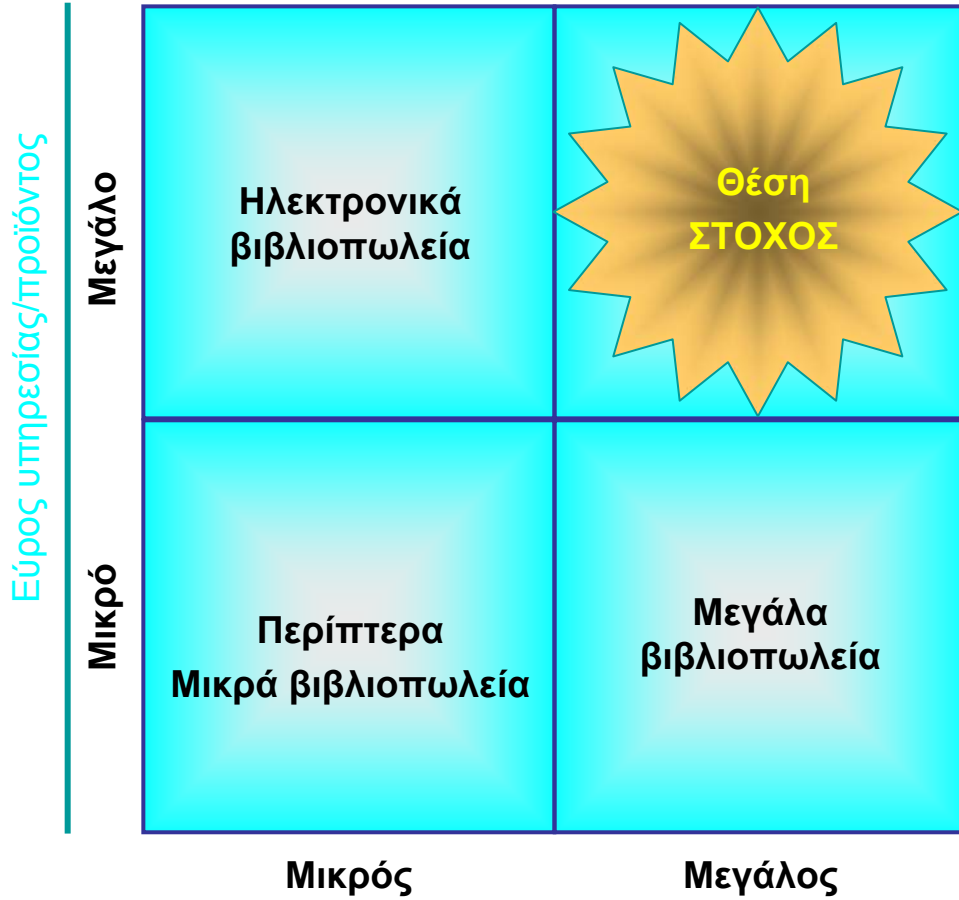 Εύρος υπηρεσίας/προϊόντος
Μεγάλο
Ηλεκτρονικά
βιβλιοπωλεία
Θέση
ΣΤΟΧΟΣ
Μικρό
Περίπτερα
Μικρά βιβλιοπωλεία
Μεγάλα
βιβλιοπωλεία
Μικρός
Μεγάλος